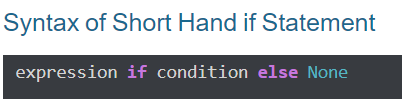 Syntax of Short Hand if Statement
expression if condition else None